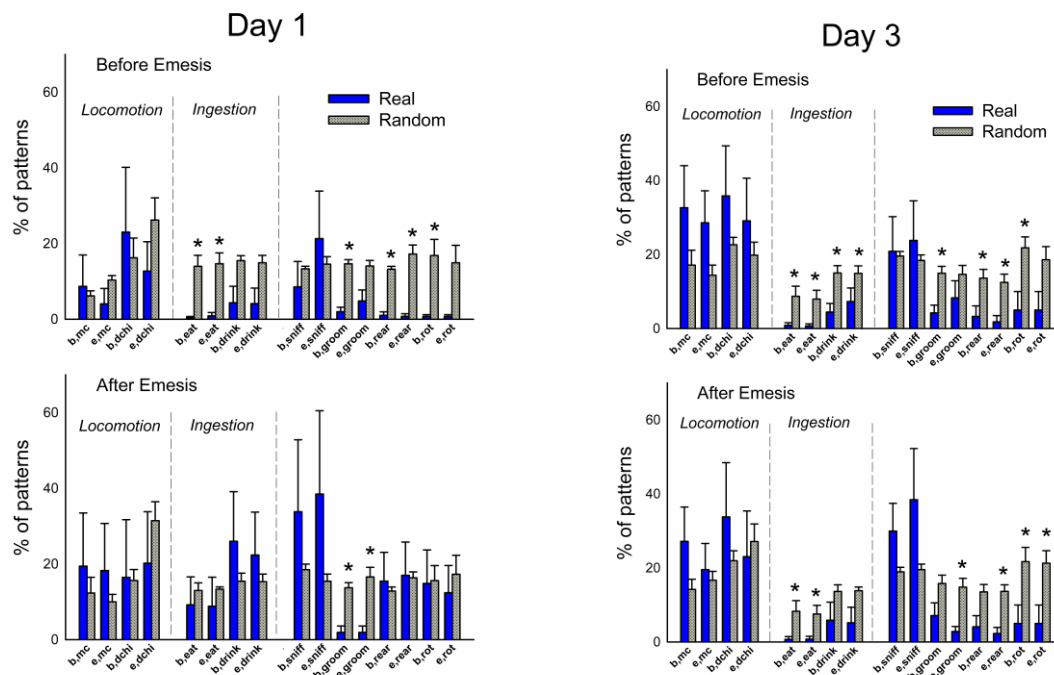 Day 1
Before Emesis
Locomotion
Ingestion
Real
Random
% of patterns
60
40
20
0
* * * * * *
b,mc e,mc b,dchi e,dchi b,eat e,eat b,drink e,drink b,sniff e,sniff b,groom e,groom b,rear e,rear b,rot e,rot
After Emesis
Locomotion
Ingestion
% of patterns
60
40
20
0
* *
b,mc e,mc b,dchi e,dchi b,eat e,eat b,drink e,drink b,sniff e,sniff b,groom e,groom b,rear e,rear b,rot e,rot
Day 3
Before Emesis
Locomotion
Ingestion
Real
Random
% of patterns
60
40
20
0
* * * * * * * *
b,mc e,mc b,dchi e,dchi b,eat e,eat b,drink e,drink b,sniff e,sniff b,groom e,groom b,rear e,rear b,rot e,rot
After Emesis
Locomotion
Ingestion
% of patterns
60
40
20
0
* * * * * *
b,mc e,mc b,dchi e,dchi b,eat e,eat b,drink e,drink b,sniff e,sniff b,groom e,groom b,rear e,rear b,rot e,rot